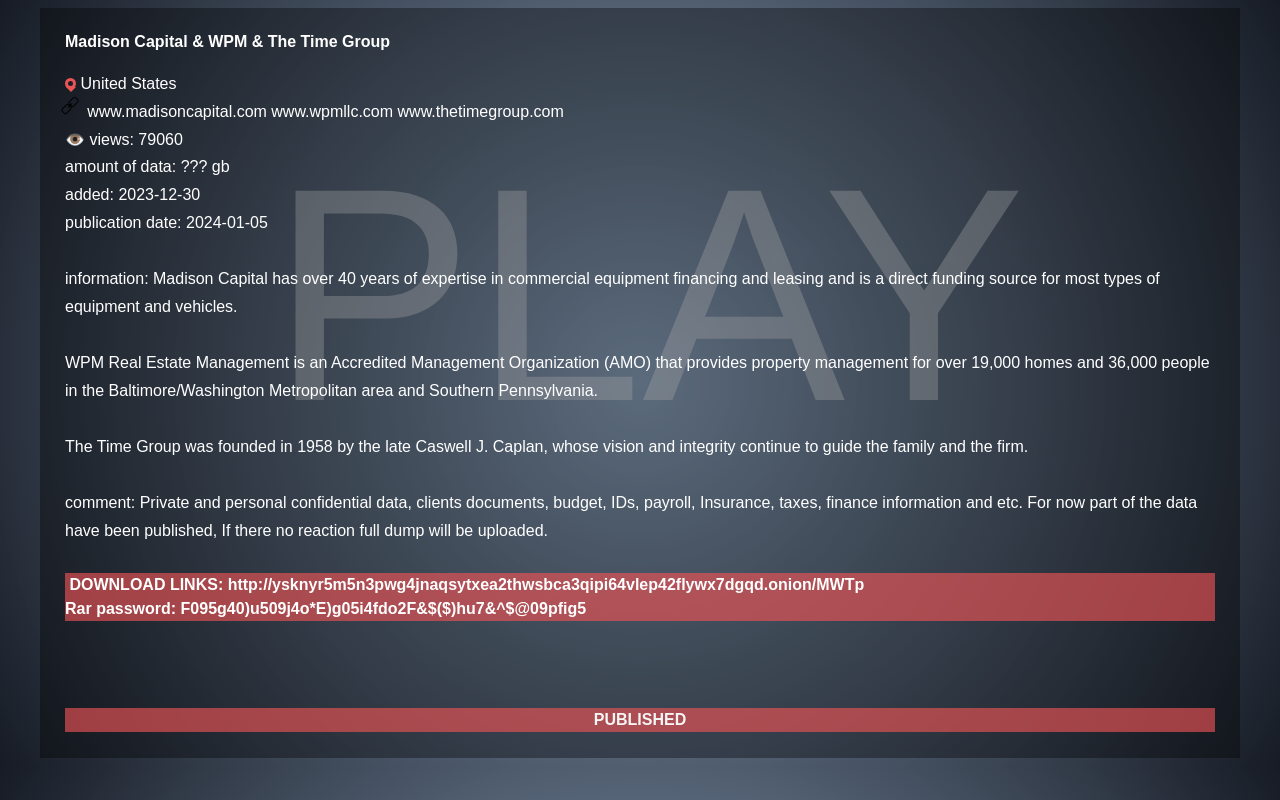 Madison Capital & WPM & The Time Group
United States
www.madisoncapital.com www.wpmllc.com www.thetimegroup.com
views: 79060
amount of data: ??? gb
added: 2023-12-30
publication date: 2024-01-05
PLAY
information: Madison Capital has over 40 years of expertise in commercial equipment financing and leasing and is a direct funding source for most types of
equipment and vehicles.
WPM Real Estate Management is an Accredited Management Organization (AMO) that provides property management for over 19,000 homes and 36,000 people
in the Baltimore/Washington Metropolitan area and Southern Pennsylvania.
The Time Group was founded in 1958 by the late Caswell J. Caplan, whose vision and integrity continue to guide the family and the firm.
comment: Private and personal confidential data, clients documents, budget, IDs, payroll, Insurance, taxes, finance information and etc. For now part of the data
have been published, If there no reaction full dump will be uploaded.
DOWNLOAD LINKS: http://ysknyr5m5n3pwg4jnaqsytxea2thwsbca3qipi64vlep42flywx7dgqd.onion/MWTp
Rar password: F095g40)u509j4o*E)g05i4fdo2F&$($)hu7&^$@09pfig5
PUBLISHED